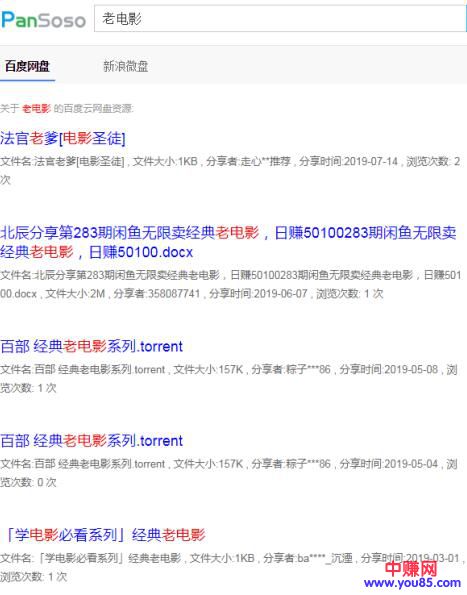 PanSoso 老电影
百度网盘 新浪微盘
关于 老电影 的百度云网盘资源:
法官老爹[电影圣徒]
文件名:法官老爹[电影圣徒] , 文件大小:1KB , 分享者:走心**推荐 , 分享时间:2019-07-14 , 浏览次数: 2
次
北辰分享第283期闲鱼无限卖经典老电影，日赚50100283期闲鱼无限卖
经典老电影，日赚50100.docx
文件名:北辰分享第283期闲鱼无限卖经典老电影，日赚50100283期闲鱼无限卖经典老电影，日赚501
00.docx , 文件大小:2M , 分享者:358087741 , 分享时间:2019-06-07 , 浏览次数: 1 次
百部 经典老电影系列.torrent
文件名:百部 经典老电影系列.torrent , 文件大小:157K , 分享者:粽子***86 , 分享时间:2019-05-08 , 浏
览次数: 1 次
百部 经典老电影系列.torrent
文件名:百部 经典老电影系列.torrent , 文件大小:157K , 分享者:粽子***86 , 分享时间:2019-05-04 , 浏
览次数: 0 次
「学电影必看系列」经典老电影
文件名:「学电影必看系列」经典老电影 , 文件大小:1KB , 分享者:ba****_沉湮 , 分享时间:2019-03-01 ,
浏览次数: 1 次
中赚网
www.you85.com